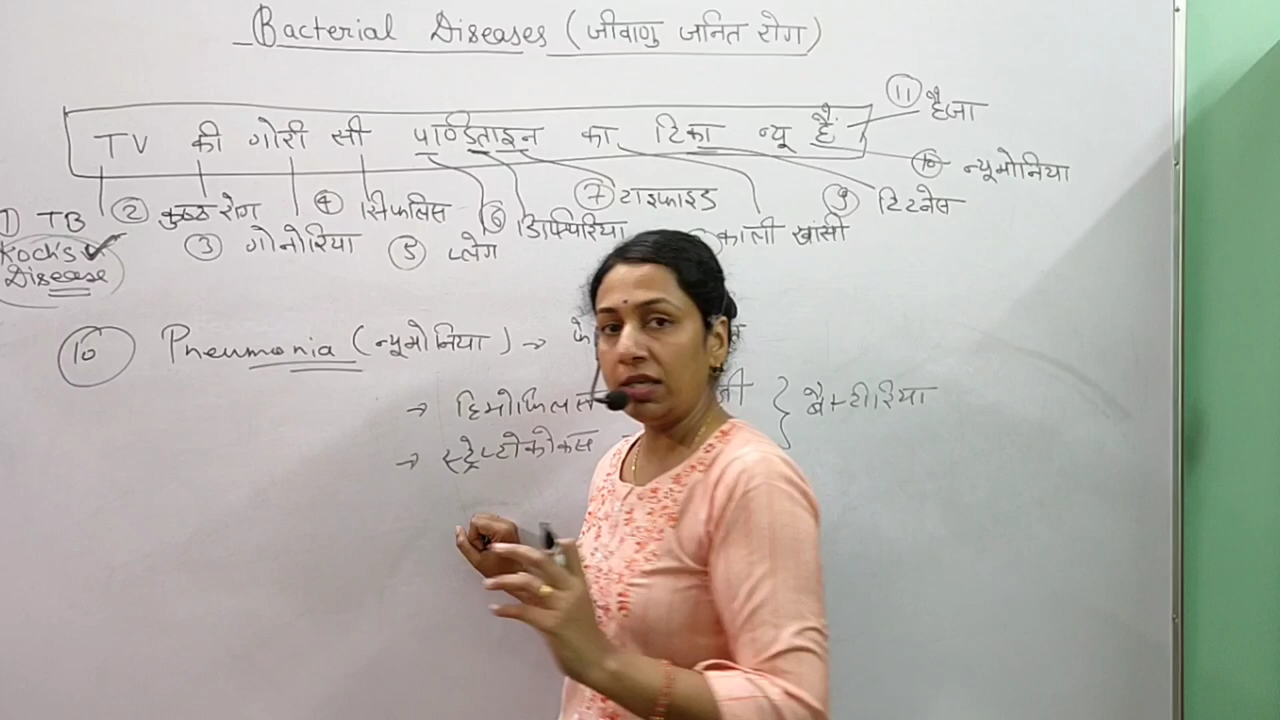 Bacterial Diseases (जीवाणु जनित रोग)
TV की गोरी सी पाण्डिताइन का टिका न्यू हैं
⑪ हैजा
⑩ न्यूमोनिया
① TB
Koch's ✓
Disease
② कुष्ठ रोग
③ गोनोरिया
④ सिफलिस
⑤ प्लेग
⑥ डिफ्थिरिया
⑦ टाइफाइड
काली खांसी
⑨ टिटनेस
⑩ Pneumonia (न्यूमोनिया) →
→ हिमोफिलस
→ स्ट्रेप्टोकोकस
} बैक्टीरिया